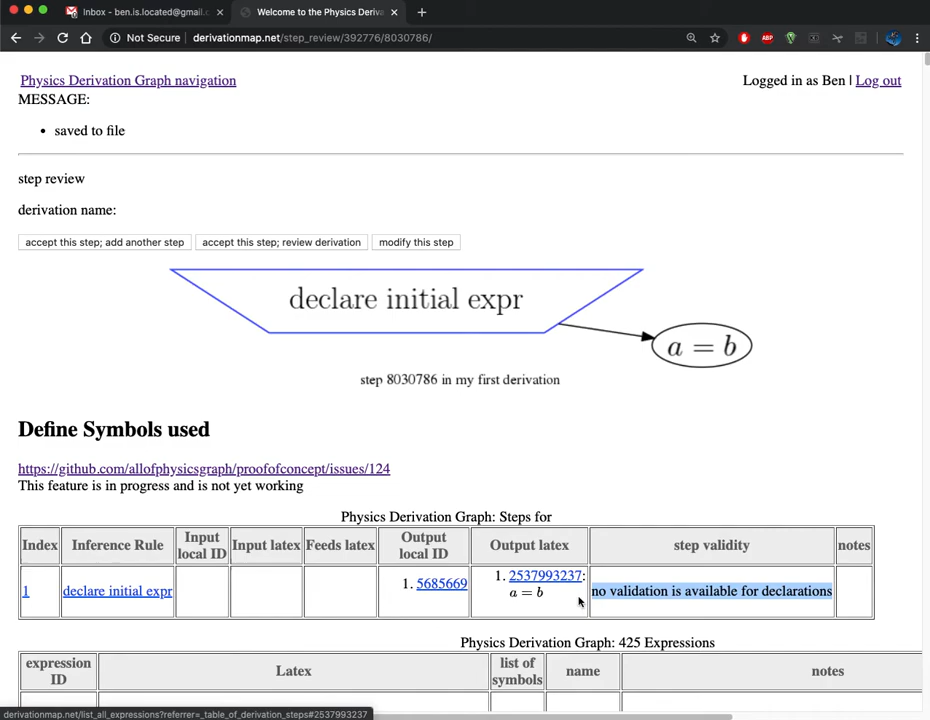 Inbox - ben.is.located@gmail.c
Welcome to the Physics Deriva
Not Secure
derivationmap.net/step_review/392776/8030786/
ABP
Physics Derivation Graph navigation
Logged in as Ben | Log out
MESSAGE:
• saved to file
step review
derivation name:
accept this step; add another step
accept this step; review derivation
modify this step
declare initial expr
a = b
step 8030786 in my first derivation
Define Symbols used
https://github.com/allofphysicsgraph/proofofconcept/issues/124
This feature is in progress and is not yet working
Physics Derivation Graph: Steps for
Index
Inference Rule
Input local ID
Input latex
Feeds latex
Output local ID
Output latex
step validity
notes
1
declare initial expr
1. 5685669
1. 2537993237:
a = b
no validation is available for declarations
Physics Derivation Graph: 425 Expressions
expression ID
Latex
list of symbols
name
notes
derivationmap.net/list_all_expressions?referrer=_table_of_derivation_steps#2537993237